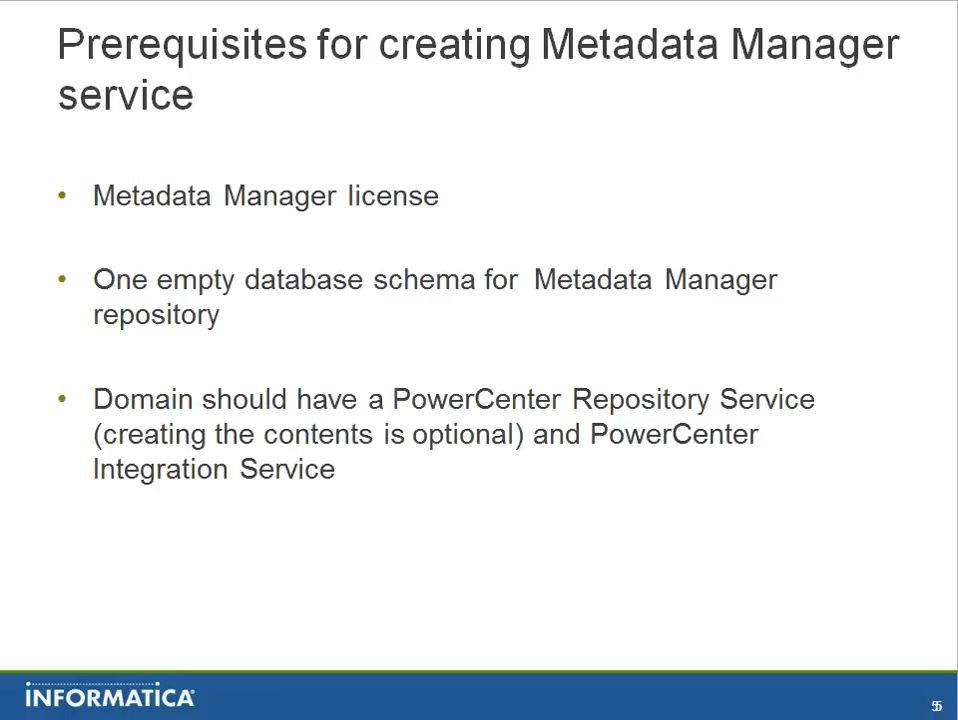 Prerequisites for creating Metadata Manager
service
• Metadata Manager license
• One empty database schema for Metadata Manager
repository
• Domain should have a PowerCenter Repository Service
(creating the contents is optional) and PowerCenter
Integration Service
INFORMATICA